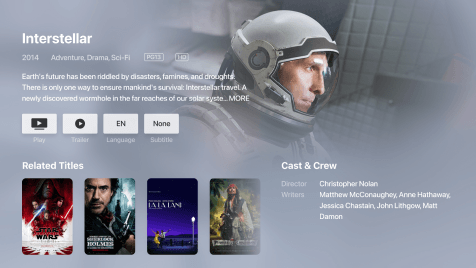 Interstellar
2014 Adventure, Drama, Sci-Fi PG13 HD
Earth's future has been riddled by disasters, famines, and droughts.
There is only one way to ensure mankind's survival: Interstellar travel. A
newly discovered wormhole in the far reaches of our solar syste... MORE
EN None
Play Trailer Language Subtitle
Related Titles
Cast & Crew
Director Christopher Nolan
Writers Matthew McConaughey, Anne Hathaway,
Jessica Chastain, John Lithgow, Matt
Damon
STAR WARS
SHERLOCK HOLMES
LA LA LAND